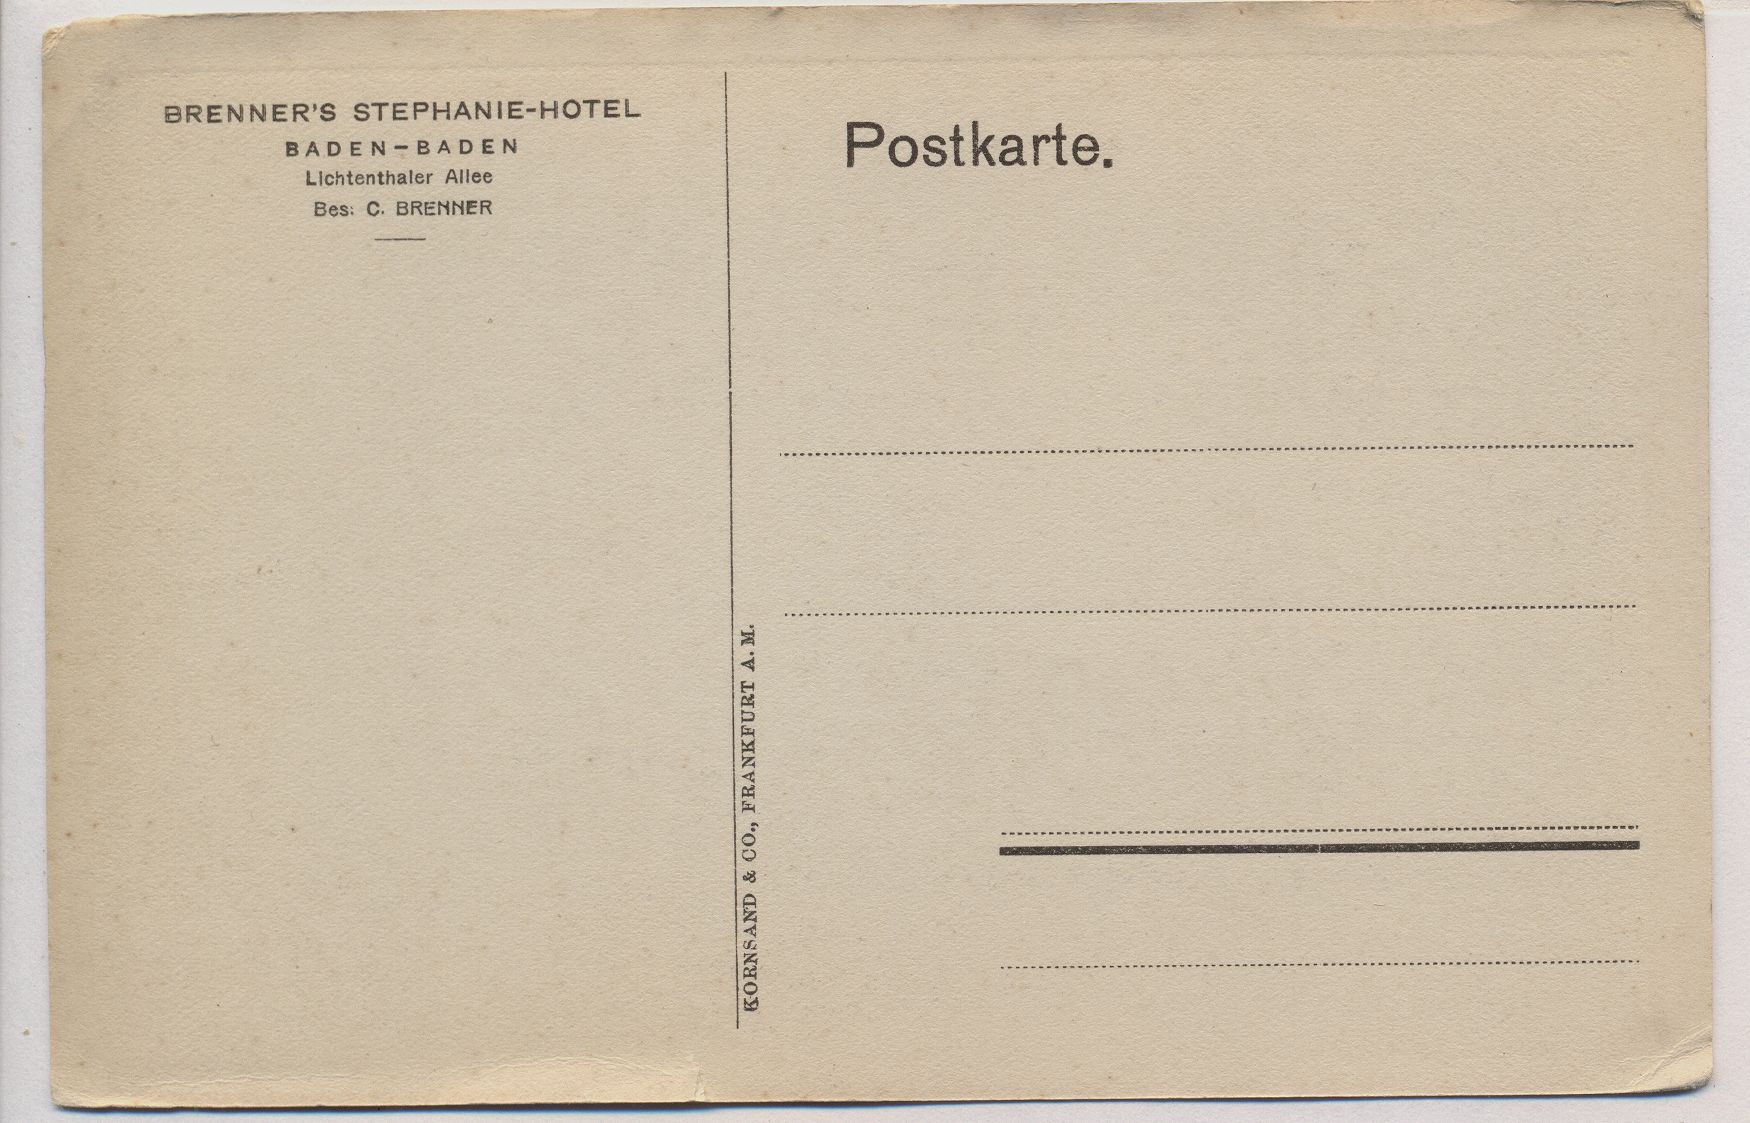 BRENNER'S STEPHANIE-HOTEL
BADEN-BADEN
Lichtenthaler Allee
Bes: C. BRENNER
Postkarte.
KORNSAND & CO., FRANKFURT A. M.